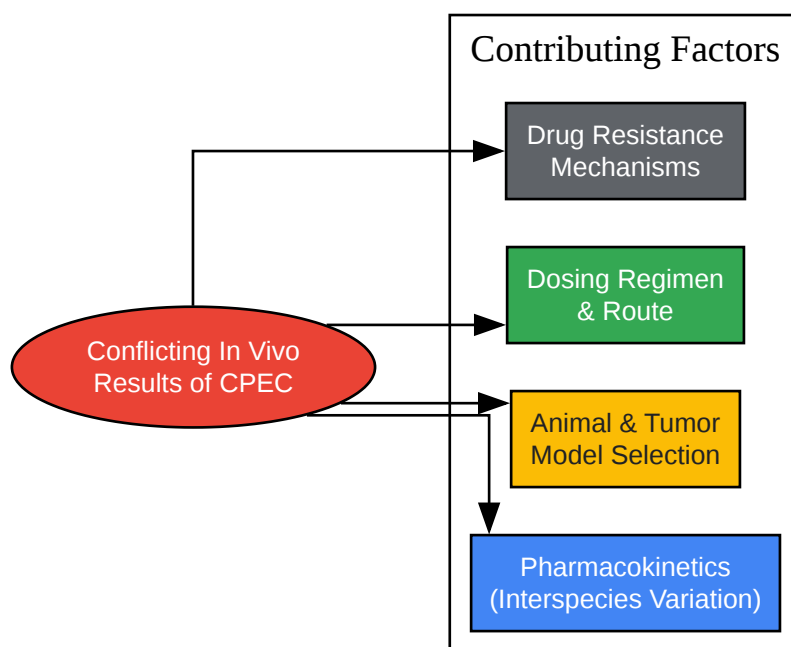 Contributing Factors
Drug Resistance
Mechanisms
Dosing Regimen
& Route
Conflicting In Vivo
Results of CPEC
Animal & Tumor
Model Selection
Pharmacokinetics
(Interspecies Variation)